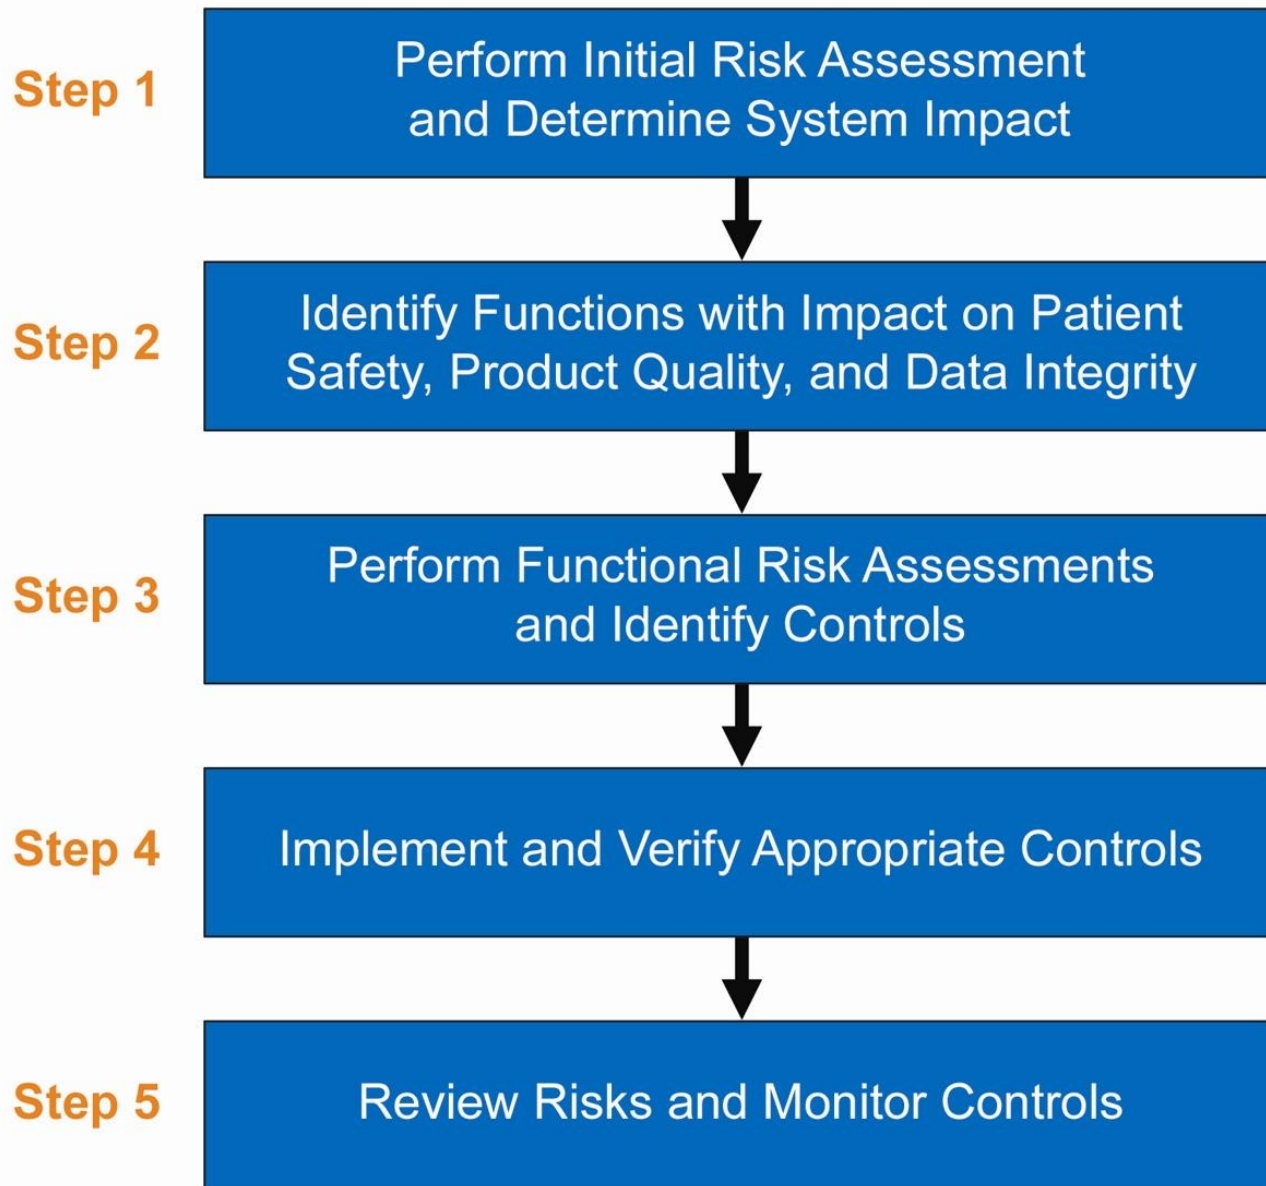 Step 1
Perform Initial Risk Assessment
and Determine System Impact
Step 2
Identify Functions with Impact on Patient
Safety, Product Quality, and Data Integrity
Step 3
Perform Functional Risk Assessments
and Identify Controls
Step 4
Implement and Verify Appropriate Controls
Step 5
Review Risks and Monitor Controls